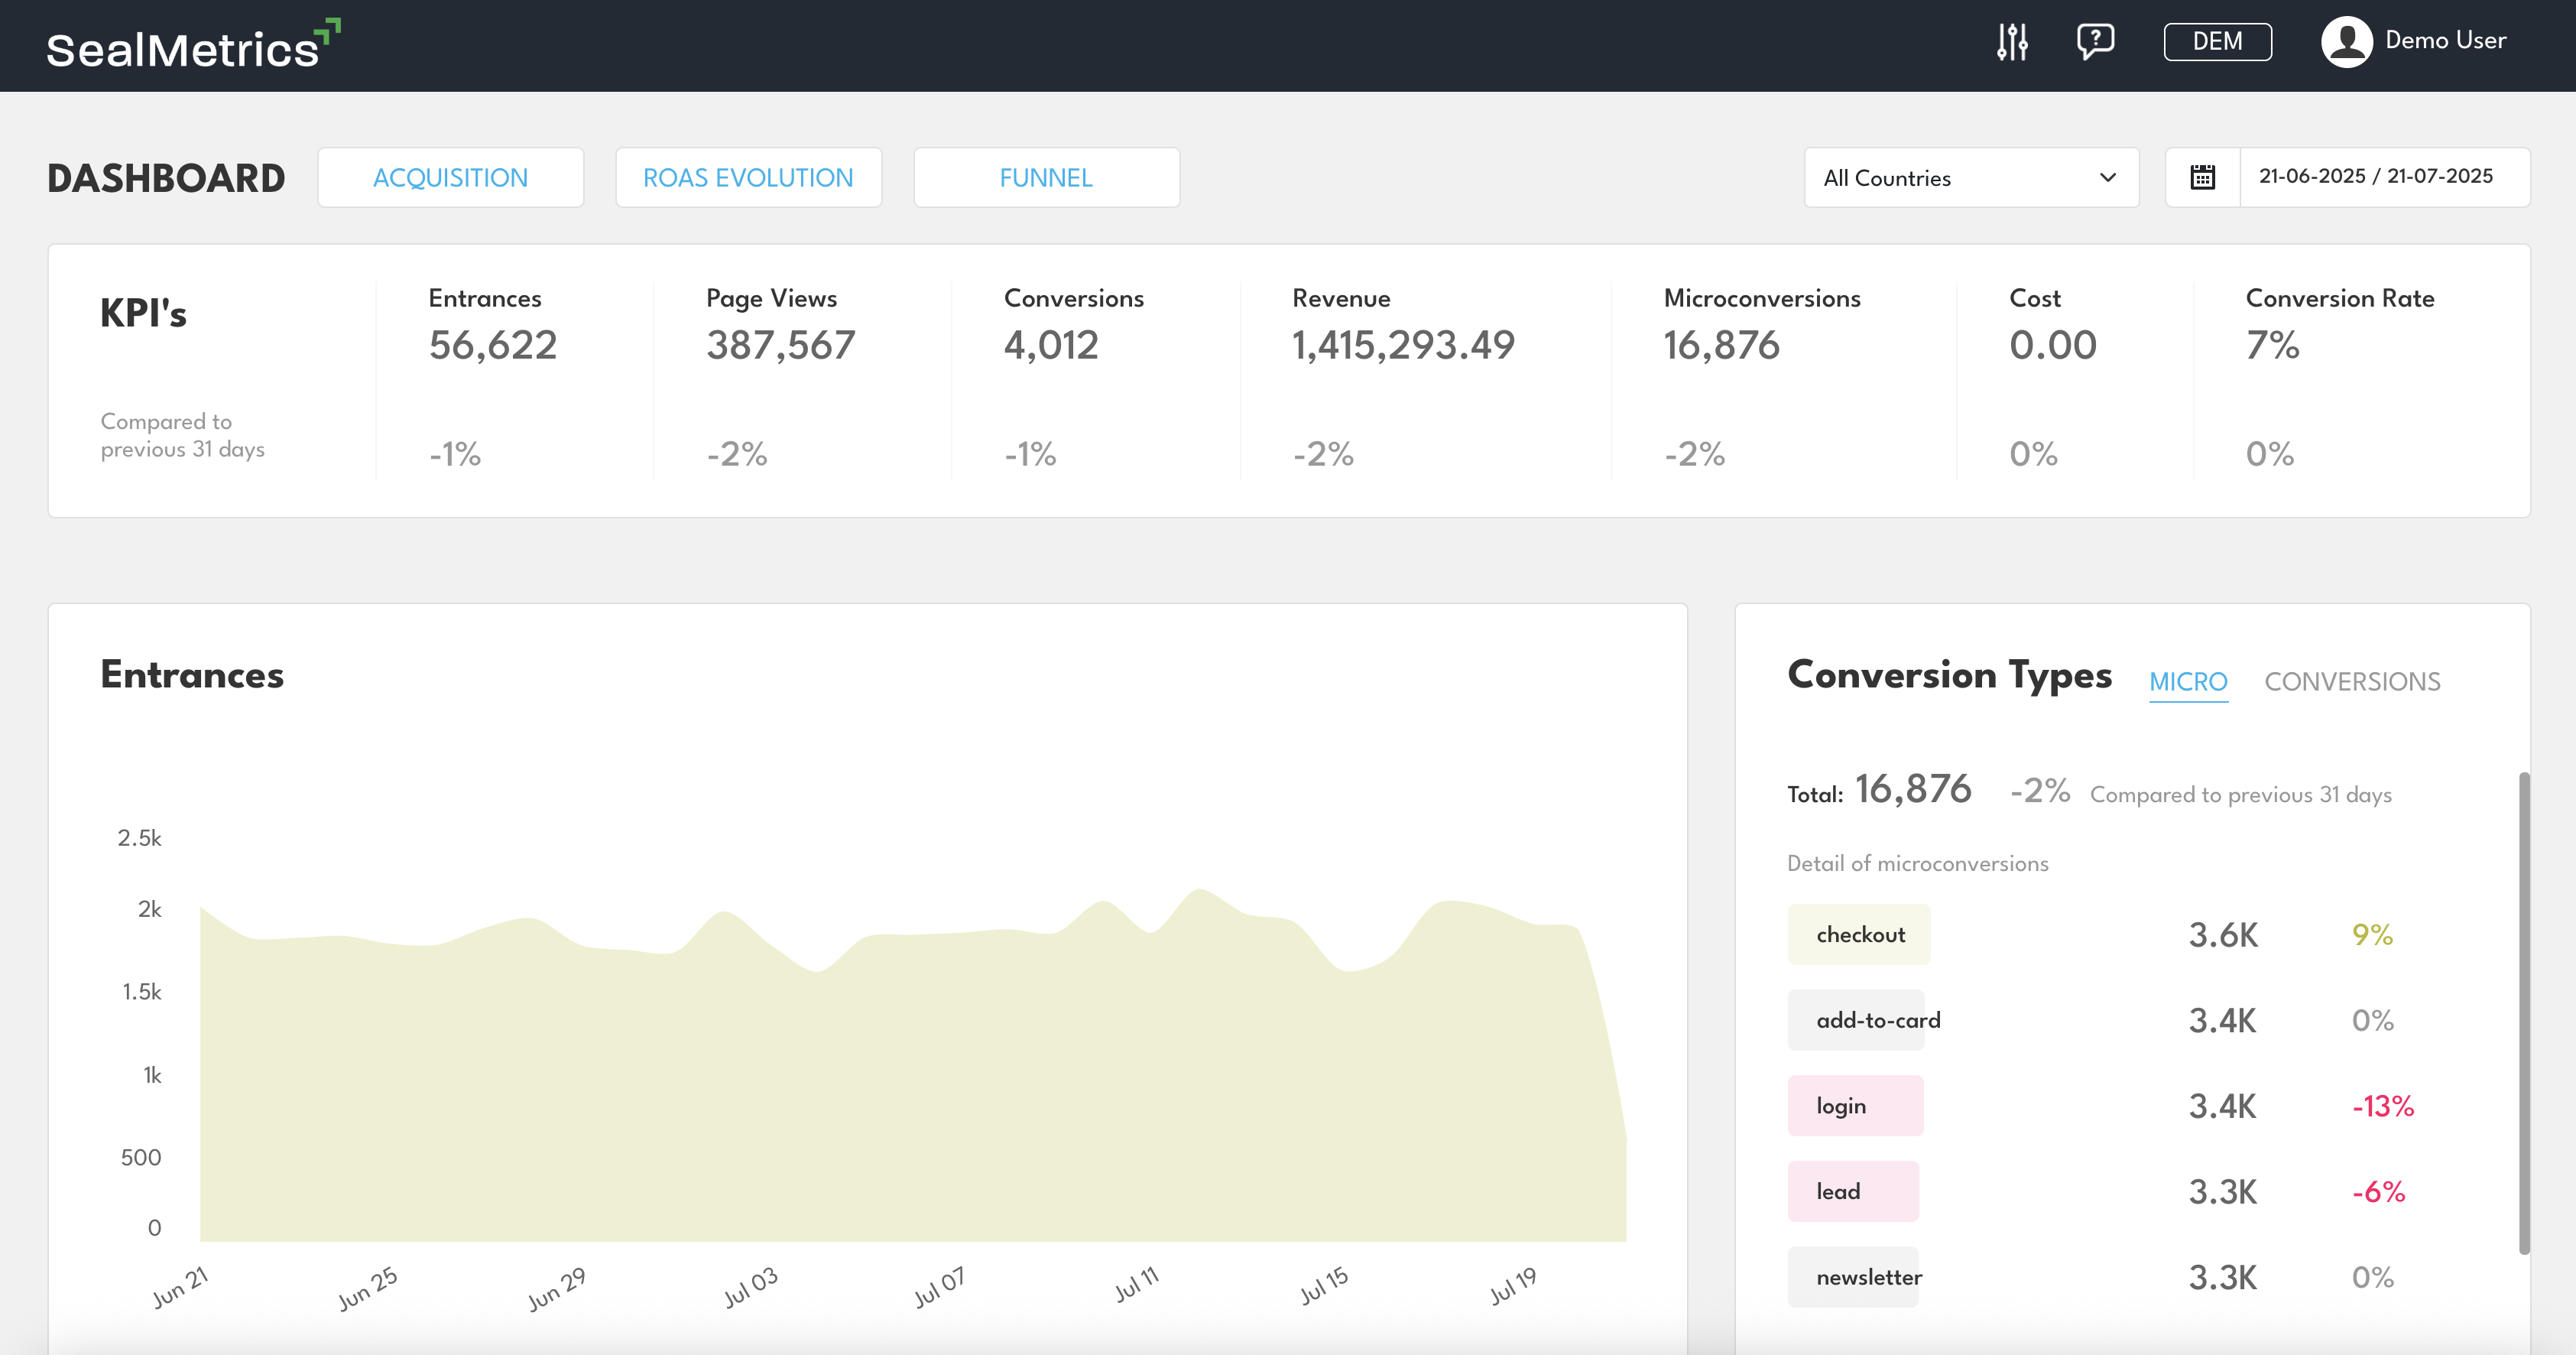 SealMetrics
DEM
Demo User
DASHBOARD
ACQUISITION
ROAS EVOLUTION
FUNNEL
All Countries
21-06-2025 / 21-07-2025
KPI's
Compared to
previous 31 days
Entrances
56,622
-1%
Page Views
387,567
-2%
Conversions
4,012
-1%
Revenue
1,415,293.49
-2%
Microconversions
16,876
-2%
Cost
0.00
0%
Conversion Rate
7%
0%
Entrances
2.5k
2k
1.5k
1k
500
0
Jun 21
Jun 25
Jun 29
Jul 03
Jul 07
Jul 11
Jul 15
Jul 19
Conversion Types
MICRO
CONVERSIONS
Total: 16,876 -2% Compared to previous 31 days
Detail of microconversions
checkout 3.6K 9%
add-to-card 3.4K 0%
login 3.4K -13%
lead 3.3K -6%
newsletter 3.3K 0%